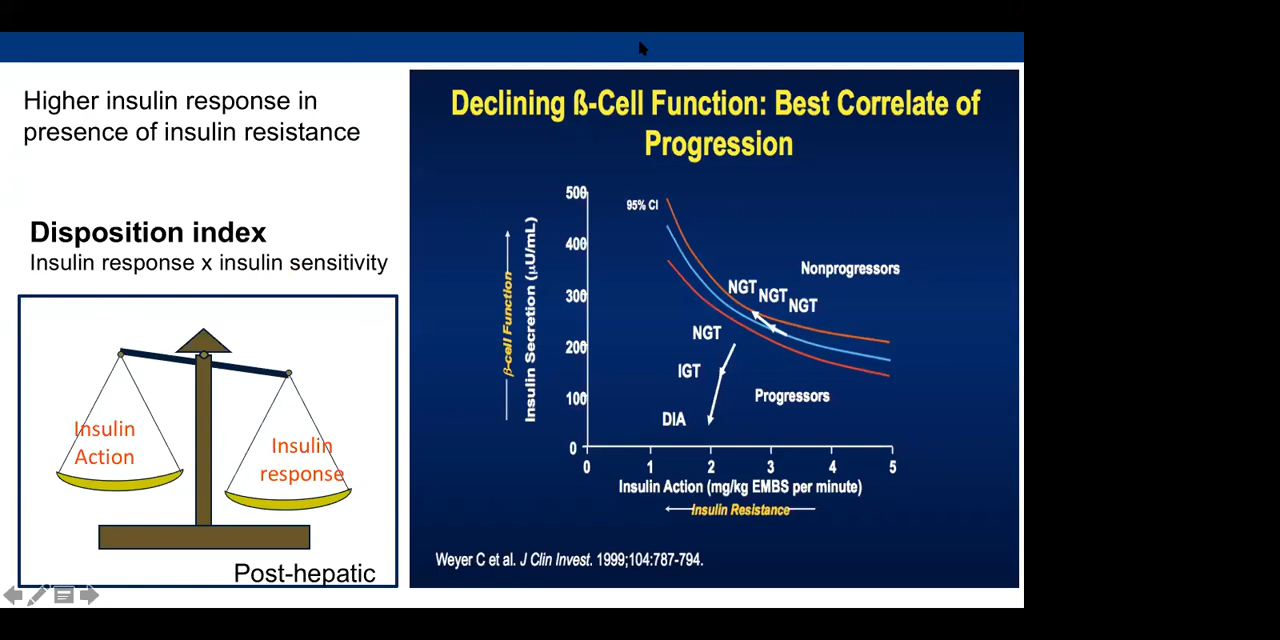 Higher insulin response in
presence of insulin resistance
Disposition index
Insulin response x insulin sensitivity
Insulin
Action
Insulin
response
Post-hepatic
Declining ß-Cell Function: Best Correlate of
Progression
500
400
300
200
100
0
β-cell Function
Insulin Secretion (µU/mL)
95% CI
Nonprogressors
NGT
NGT
NGT
NGT
IGT
DIA
Progressors
0 1 2 3 4 5
Insulin Action (mg/kg EMBS per minute)
Insulin Resistance
Weyer C et al. J Clin Invest. 1999;104:787-794.